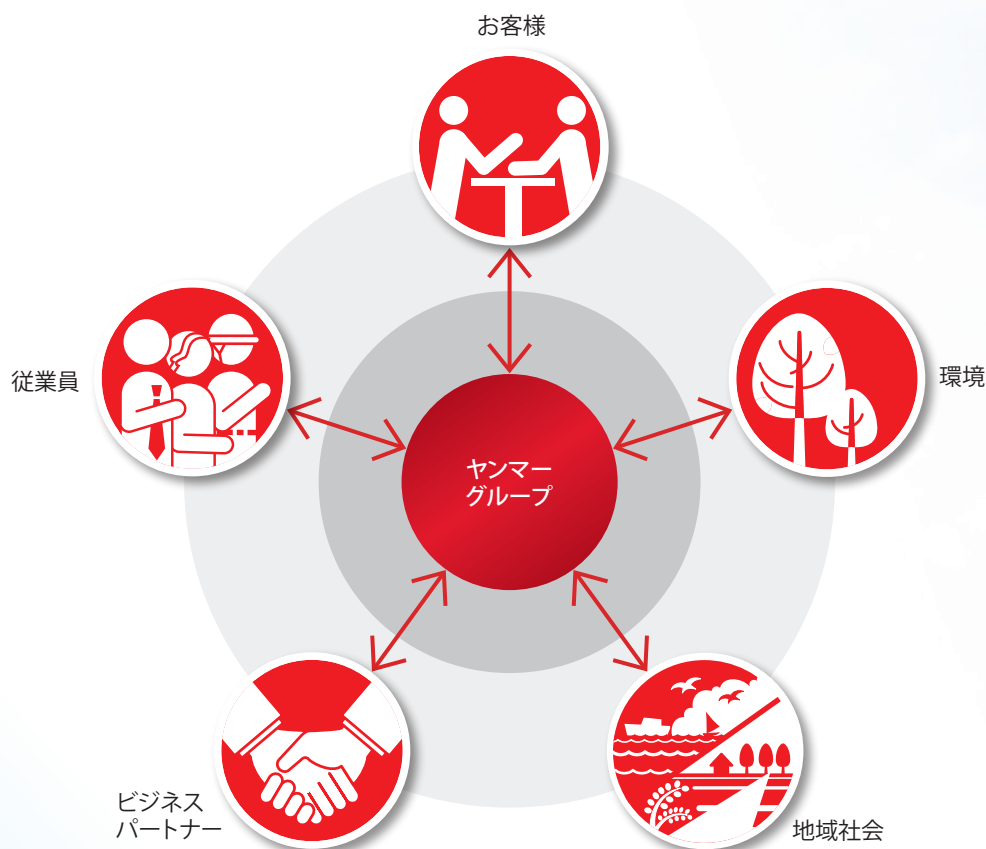 お客様
従業員
環境
ヤンマー
グループ
ビジネス
パートナー
地域社会